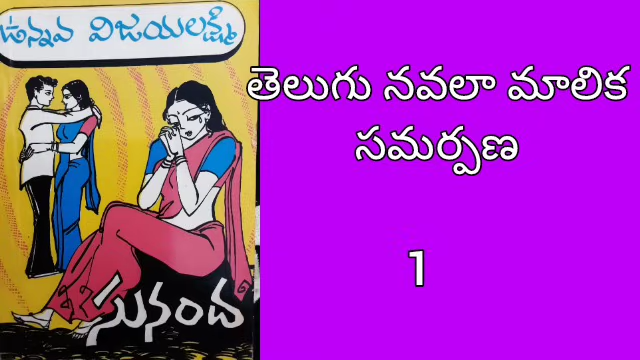 ఉన్నవ విజయలక్ష్మి
సునంద
తెలుగు నవలా మాలిక
సమర్పణ
1